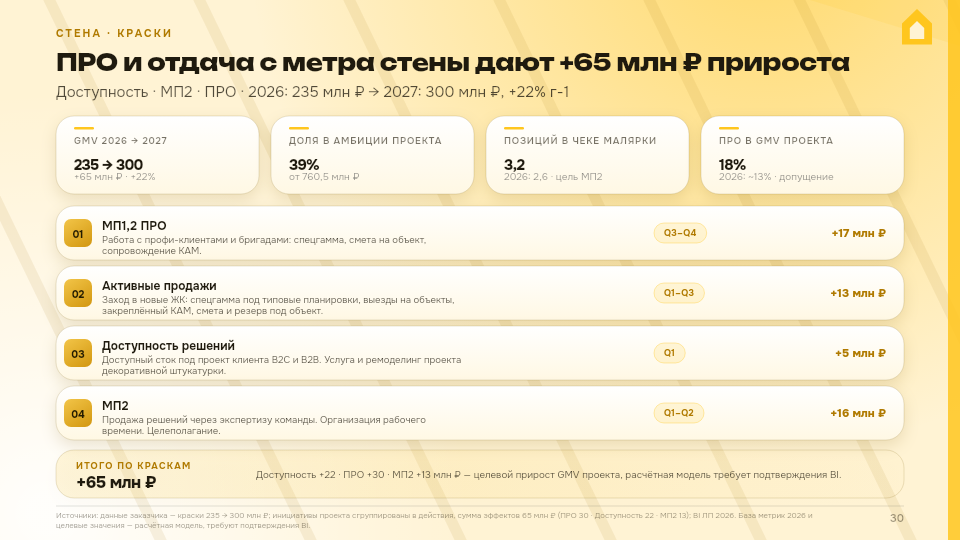 СТЕНА · КРАСКИ
ПРО и отдача с метра стены дают +65 млн ₽ прироста
Доступность · МП2 · ПРО · 2026: 235 млн ₽ → 2027: 300 млн ₽, +22% г-1
GMV 2026 → 2027
235 → 300
+65 млн ₽ · +22%
ДОЛЯ В АМБИЦИИ ПРОЕКТА
39%
от 760,5 млн ₽
ПОЗИЦИЙ В ЧЕКЕ МАЛЯРКИ
3,2
2026: 2,6 · цель МП2
ПРО В GMV ПРОЕКТА
18%
2026: ~13% · допущение
01
МП1,2 ПРО
Работа с профи-клиентами и бригадами: спецгамма, смета на объект,
сопровождение КАМ.
Q3–Q4
+17 млн ₽
02
Активные продажи
Заход в новые ЖК: спецгамма под типовые планировки, выезды на объекты,
закреплённый КАМ, смета и резерв под объект.
Q1–Q3
+13 млн ₽
03
Доступность решений
Доступный сток под проект клиента B2C и B2B. Услуга и ремоделинг проекта
декоративной штукатурки.
Q1
+5 млн ₽
04
МП2
Продажа решений через экспертизу команды. Организация рабочего
времени. Целеполагание.
Q1–Q2
+16 млн ₽
ИТОГО ПО КРАСКАМ
+65 млн ₽
Доступность +22 · ПРО +30 · МП2 +13 млн ₽ — целевой прирост GMV проекта, расчётная модель требует подтверждения BI.
Источники: данные заказчика — краски 235 → 300 млн ₽; инициативы проекта сгруппированы в действия, сумма эффектов 65 млн ₽ (ПРО 30 · Доступность 22 · МП2 13); BI ЛП 2026. База метрик 2026 и
целевые значения — расчетная модель, требуют подтверждения BI.
30